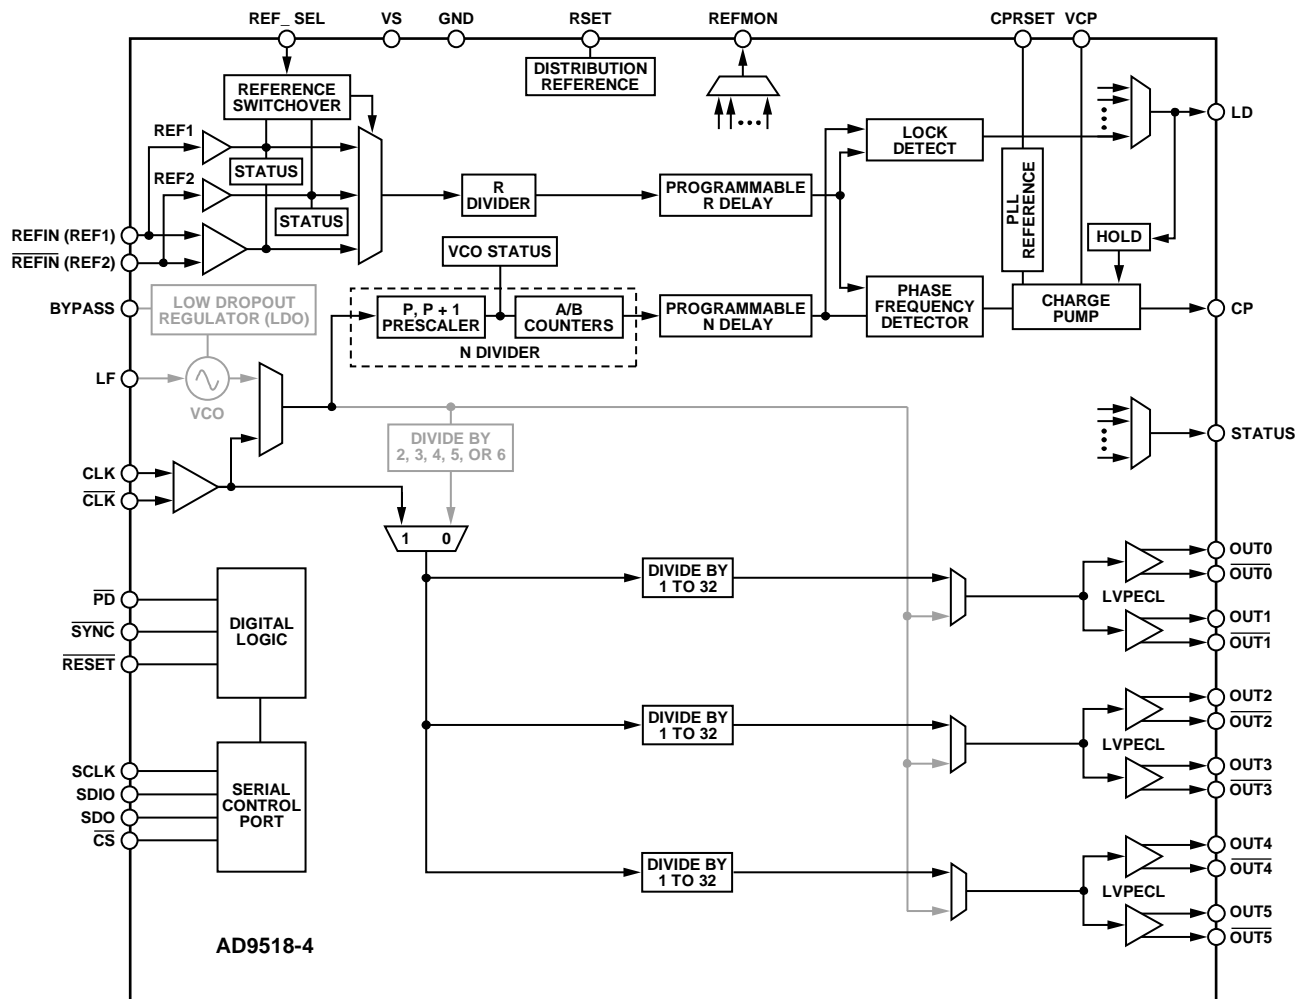 REF_ SEL
VS
GND
RSET
REFMON
CPRSET
VCP
DISTRIBUTION
REFERENCE
REFERENCE
SWITCHOVER
REF1
STATUS
REF2
STATUS
REFIN (REF1)
REFIN (REF2)
BYPASS
LF
LOW DROPOUT
REGULATOR (LDO)
VCO
R
DIVIDER
VCO STATUS
P, P + 1
PRESCALER
A/B
COUNTERS
N DIVIDER
PROGRAMMABLE
R DELAY
PROGRAMMABLE
N DELAY
LOCK
DETECT
PHASE
FREQUENCY
DETECTOR
PLL
REFERENCE
HOLD
CHARGE
PUMP
LD
CP
STATUS
DIVIDE BY
2, 3, 4, 5, OR 6
CLK
CLK
1 0
PD
SYNC
RESET
DIGITAL
LOGIC
SCLK
SDIO
SDO
CS
SERIAL
CONTROL
PORT
DIVIDE BY
1 TO 32
LVPECL
OUT0
OUT0
OUT1
OUT1
DIVIDE BY
1 TO 32
LVPECL
OUT2
OUT2
OUT3
OUT3
DIVIDE BY
1 TO 32
LVPECL
OUT4
OUT4
OUT5
OUT5
AD9518-4